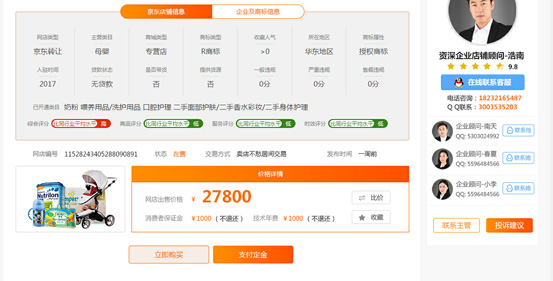 京东店铺信息 企业及商标信息
网店类型 主营类目 商城类型 商标类型 收藏人气 所在地区 商标属性
京东转让 母婴 专营店 R商标 >0 华东地区 授权商标
入驻时间 贷款状态 是否带货 提供货源 一般违规 严重违规 售假违规
2017 无贷款 否 否 0分 0分 0分
已开通类目 奶粉 喂养用品/洗护用品 口腔护理 二手面部护肤/二手香水彩妆/二手身体护理
综合评分 比同行业平均水平 高 商品评分 比同行业平均水平 低 服务评分 比同行业平均水平 低 时效评分 比同行业平均水平 低
网店编号 11528243405288090891 状态 在售 交易方式 卖店不愁居间交易 发布时间 一周前
价格详情
网店出售价格 ¥ 27800 比价
消费者保证金 ¥1000 ( 不退还 ) 技术年费 ¥1000 ( 不退还 ) 收藏
立即购买 支付定金
资深企业店铺顾问-浩南
9.8
在线联系客服
电话咨询：18232165487
Q Q联系：3003535203
企业顾问-南天
QQ: 5303024992
联系他
企业顾问-春夏
QQ: 5596484566
联系她
企业顾问-小李
QQ: 5596484566
联系她
联系主管 投诉建议